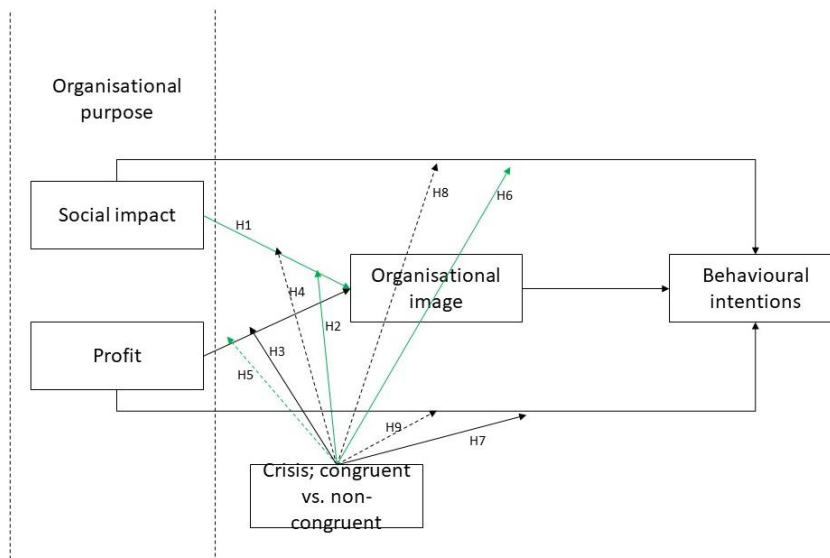 Organisational
purpose
Social impact
H1
H8
H6
Organisational
image
Behavioural
intentions
H4
H2
Profit
H3
H5
H9
H7
Crisis; congruent
vs. non-
congruent